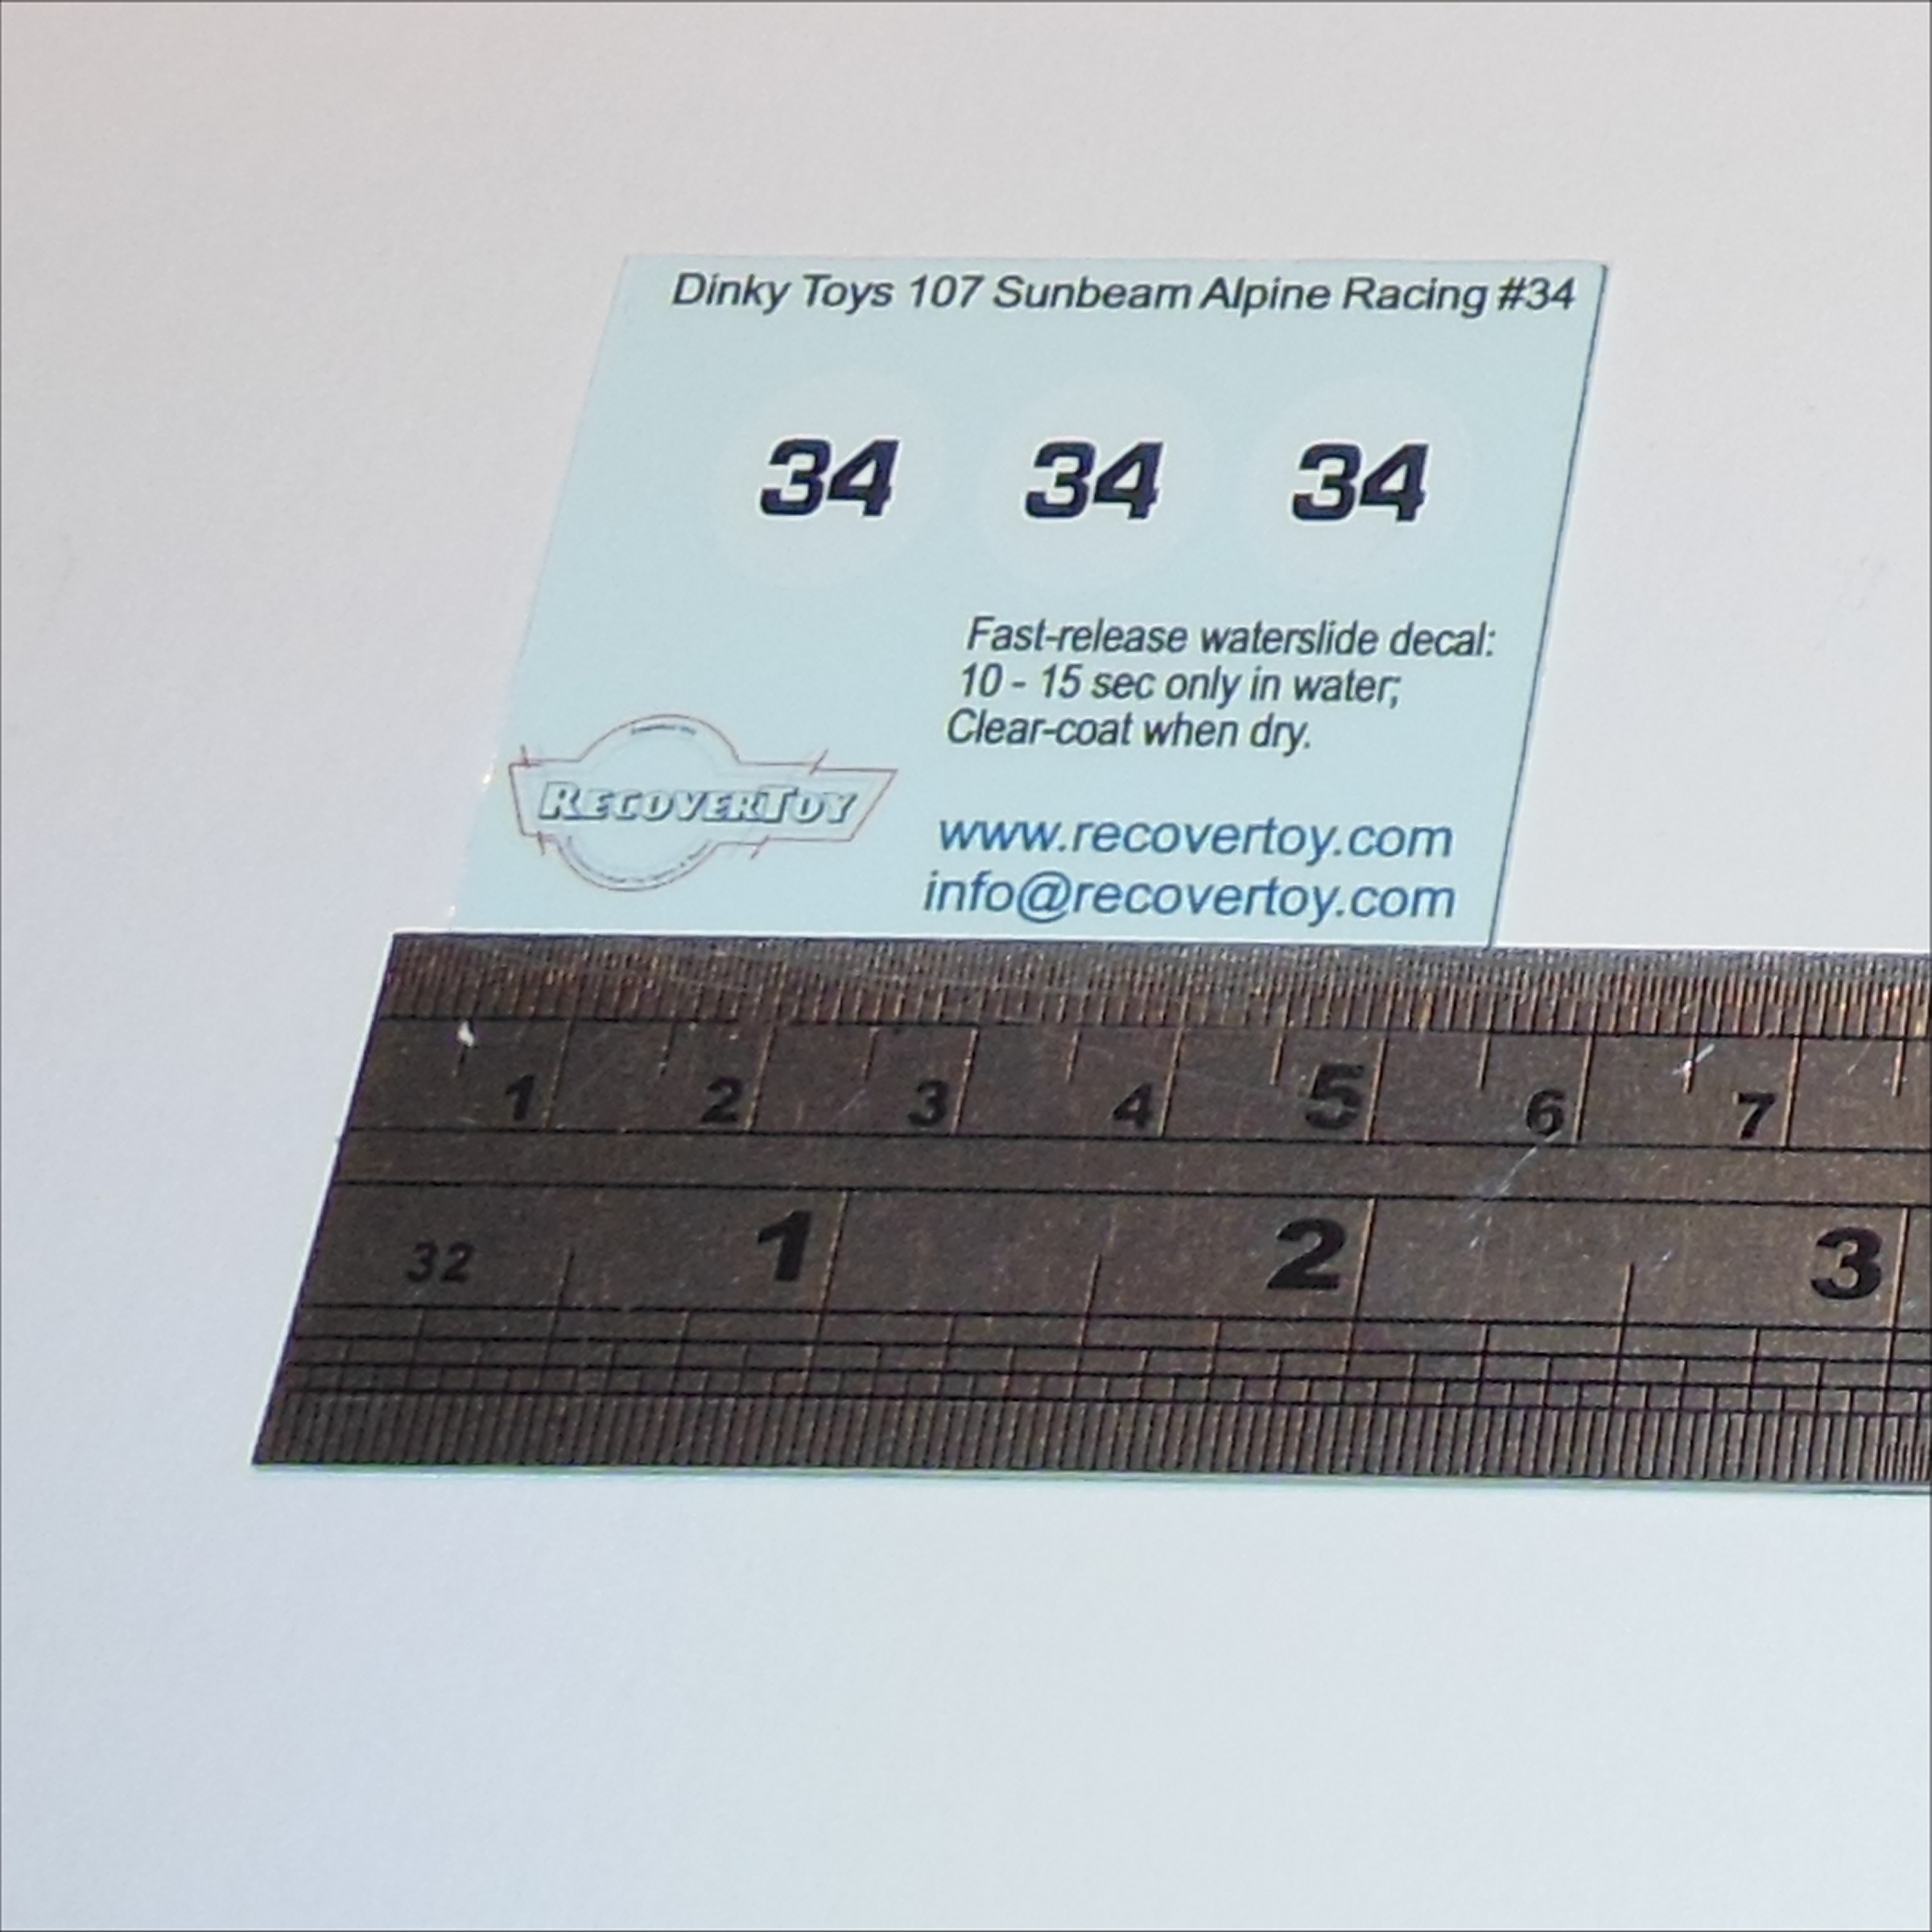 Dinky Toys 107 Sunbeam Alpine Racing #34
34 34 34
Fast-release waterslide decal:
10 - 15 sec only in water;
Clear-coat when dry.
RECOVERTOY
www.recovertoy.com
info@recovertoy.com
1 2 3 4 5 6 7
32 1 2 3